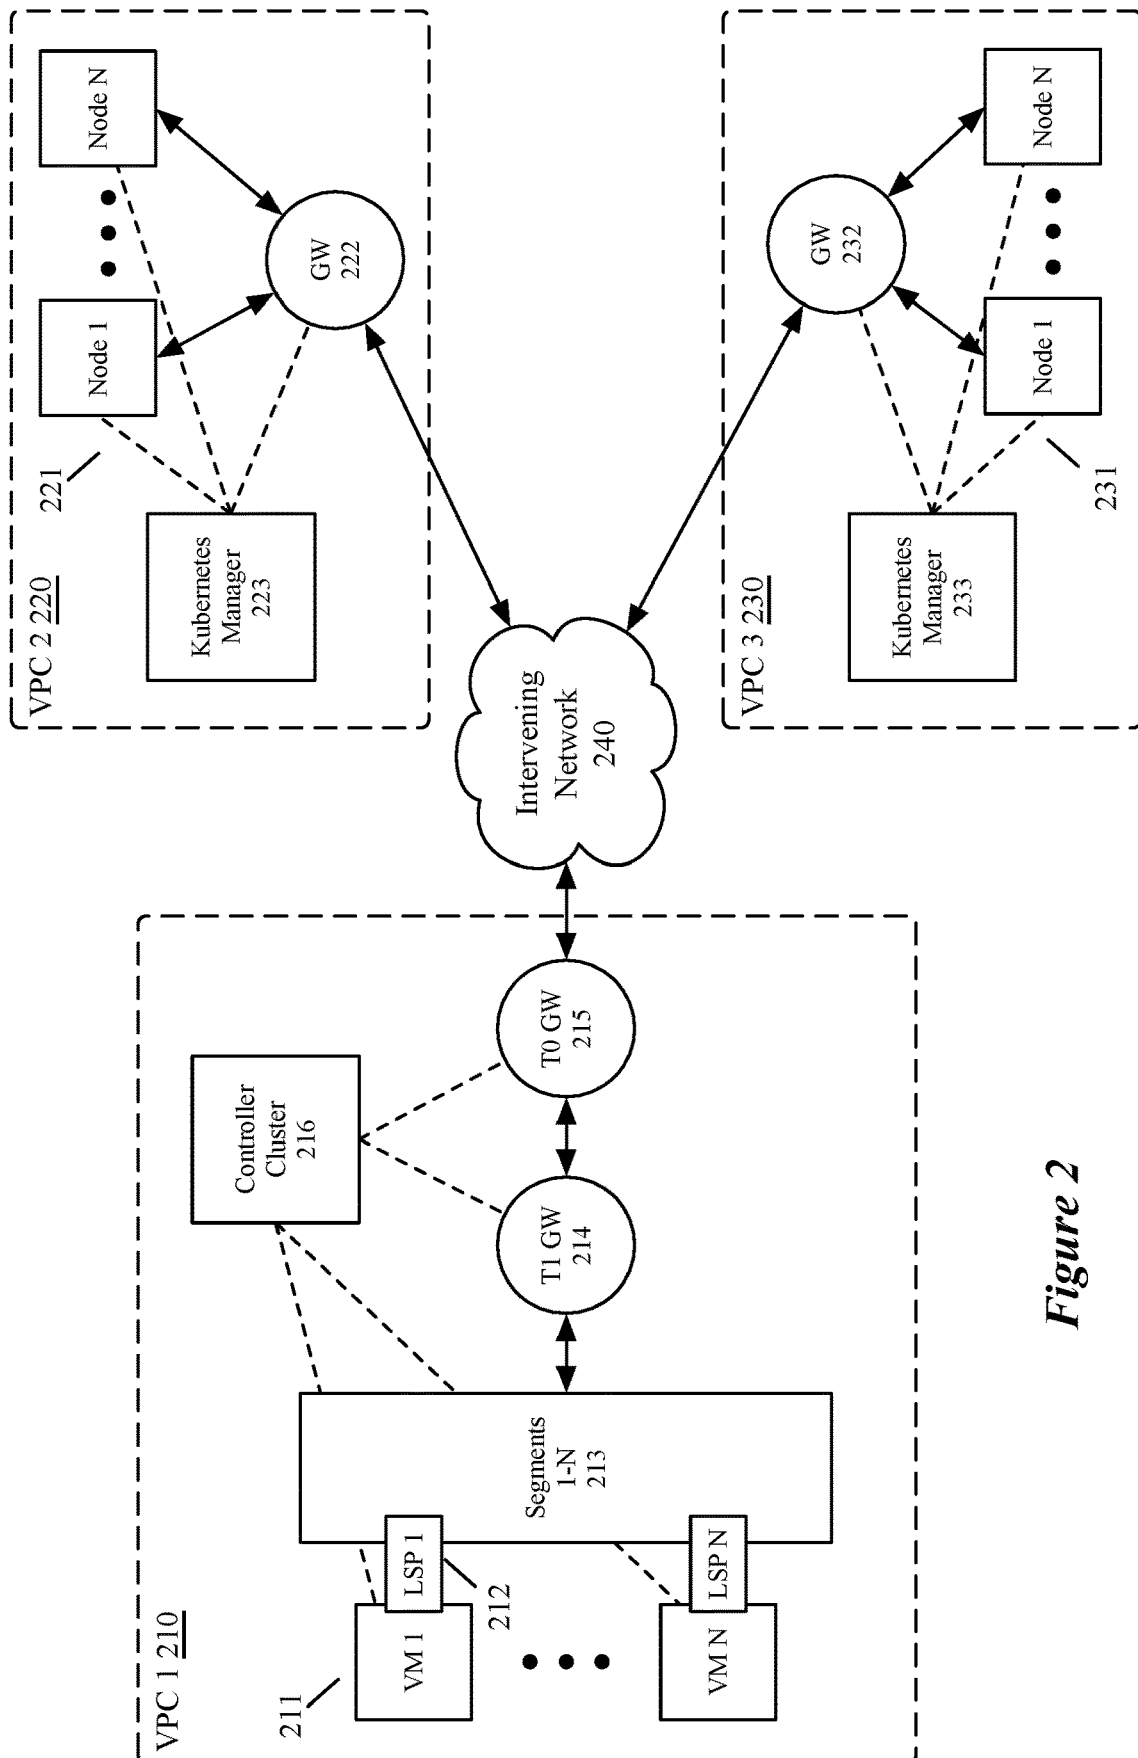 VPC 1 210
211
VM 1
LSP 1
212
VM N
LSP N
Segments
1-N
213
Controller
Cluster
216
T1 GW
214
T0 GW
215
Intervening
Network
240
VPC 2 220
221
Kubernetes
Manager
223
Node 1
Node N
GW
222
VPC 3 230
Kubernetes
Manager
233
231
GW
232
Node 1
Node N
Figure 2